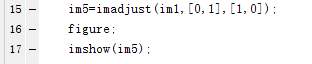 15 — im5=imadjust(im1,[0,1],[1,0]);
16 — figure;
17 — imshow(im5);